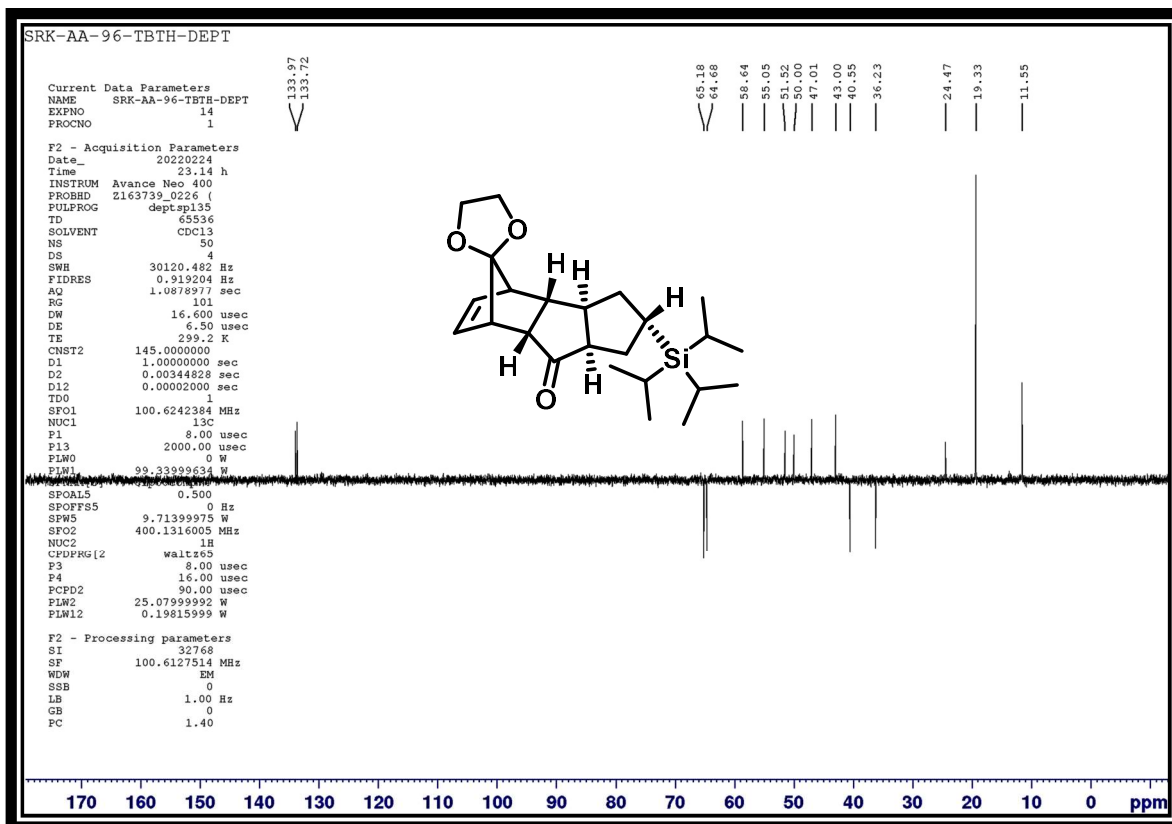 SRK-AA-96-TBTH-DEPT
133.97
133.72
65.18
64.68
58.64
55.05
51.52
50.00
47.01
43.00
40.55
36.23
24.47
19.33
11.55
Current Data Parameters
NAME SRK-AA-96-TBTH-DEPT
EXPNO 14
PROCNO 1
F2 - Acquisition Parameters
Date_ 20220224
Time 23.14 h
INSTRUM Avance Neo 400
PROBHD Z163739_0226 (
PULPROG deptsp135
TD 65536
SOLVENT CDCl3
NS 50
DS 4
SWH 30120.482 Hz
FIDRES 0.919204 Hz
AQ 1.0878977 sec
RG 101
DW 16.600 usec
DE 6.50 usec
TE 299.2 K
CNST2 145.0000000
D1 1.00000000 sec
D2 0.00344828 sec
D12 0.00002000 sec
TD0 1
SFO1 100.6242384 MHz
NUC1 13C
P1 8.00 usec
P13 2000.00 usec
PLW0 0 W
PLW1 99.33999634 W
SPOAL5 0.500
SPOFFS5 0 Hz
SPW5 9.71399975 W
SFO2 400.1316005 MHz
NUC2 1H
CPDPRG[2 waltz65
P3 8.00 usec
P4 16.00 usec
PCPD2 90.00 usec
PLW2 25.07999992 W
PLW12 0.19815999 W
F2 - Processing parameters
SI 32768
SF 100.6127514 MHz
WDW EM
SSB 0
LB 1.00 Hz
GB 0
PC 1.40
O O
H H H
Si
H H
O
170 160 150 140 130 120 110 100 90 80 70 60 50 40 30 20 10 0 ppm